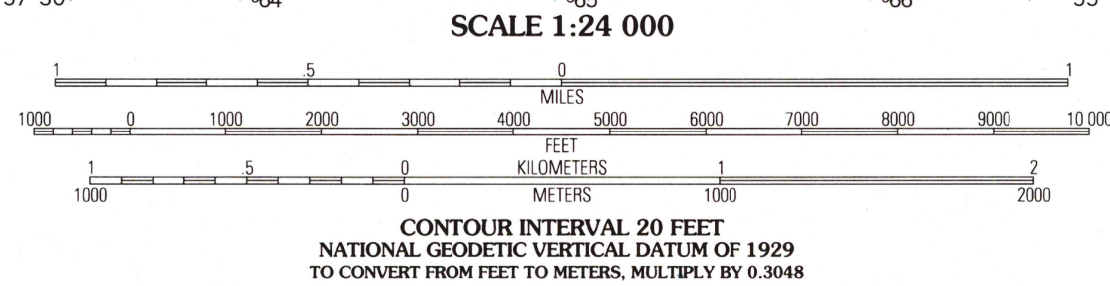 SCALE 1:24 000
1 .5 0 1
MILES
1000 0 1000 2000 3000 4000 5000 6000 7000 8000 9000 10 000
FEET
1 .5 0 KILOMETERS 1 2
1000 0 METERS 1000 2000
CONTOUR INTERVAL 20 FEET
NATIONAL GEODETIC VERTICAL DATUM OF 1929
TO CONVERT FROM FEET TO METERS, MULTIPLY BY 0.3048